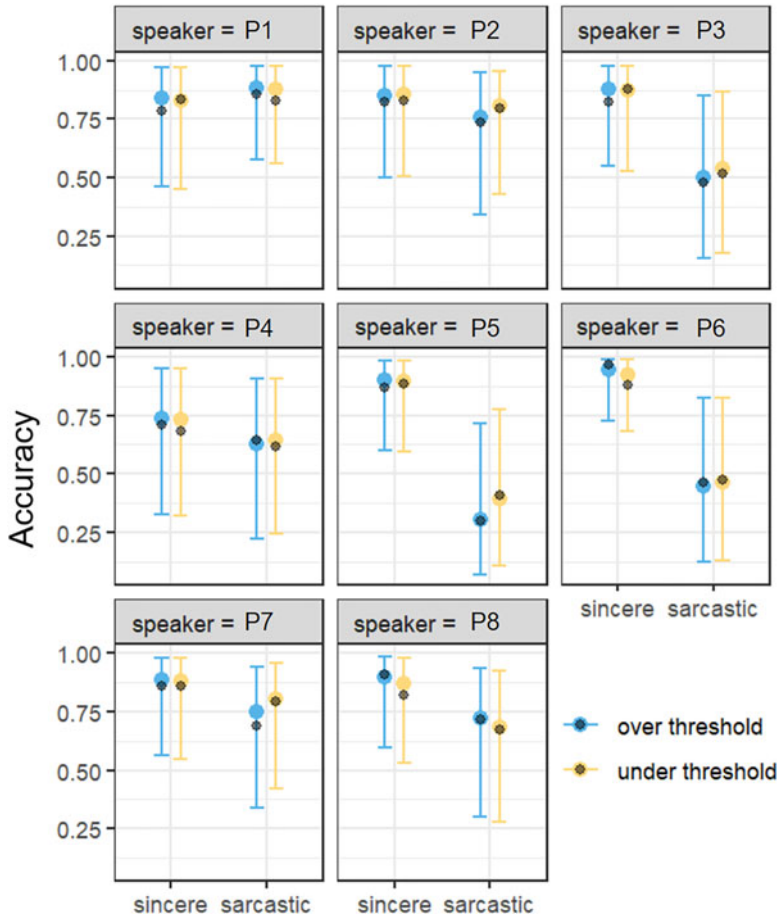 speaker = P1
speaker = P2
speaker = P3
1.00
0.75
0.50
0.25
speaker = P4
speaker = P5
speaker = P6
1.00
0.75
0.50
0.25
Accuracy
sincere sarcastic
speaker = P7
speaker = P8
1.00
0.75
0.50
0.25
over threshold
under threshold
sincere sarcastic
sincere sarcastic